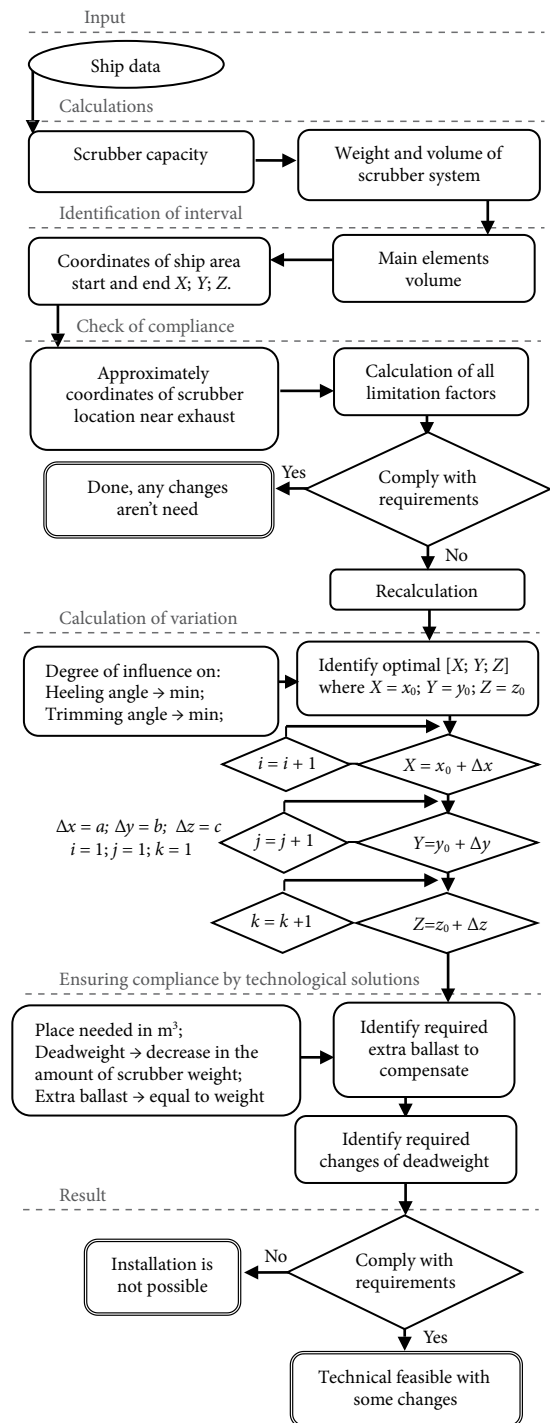 Input
Ship data
Calculations
Scrubber capacity
Weight and volume of
scrubber system
Identification of interval
Coordinates of ship area
start and end X; Y; Z.
Main elements
volume
Check of compliance
Approximately
coordinates of scrubber
location near exhaust
Calculation of all
limitation factors
Yes
Done, any changes
aren't need
Comply with
requirements
No
Recalculation
Calculation of variation
Degree of influence on:
Heeling angle → min;
Trimming angle → min;
Identify optimal [X; Y; Z]
where X = x₀; Y = y₀; Z = z₀
i = i + 1
X = x₀ + Δx
Δx = a; Δy = b; Δz = c
i = 1; j = 1; k = 1
j = j + 1
Y=y₀ + Δy
k = k +1
Z=z₀ + Δz
Ensuring compliance by technological solutions
Place needed in m³;
Deadweight → decrease in the
amount of scrubber weight;
Extra ballast → equal to weight
Identify required
extra ballast to
compensate
Identify required
changes of deadweight
Result
No
Installation is
not possible
Comply with
requirements
Yes
Technical feasible with
some changes